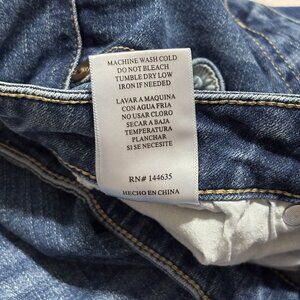 MACHINE WASH COLD
DO NOT BLEACH
TUMBLE DRY LOW
IRON IF NEEDED
LAVAR A MAQUINA
CON AGUA FRIA
NO USAR CLORO
SECAR A BAJA
TEMPERATURA
PLANCHAR
SI SE NECESITE
RN# 144635
HECHO EN CHINA